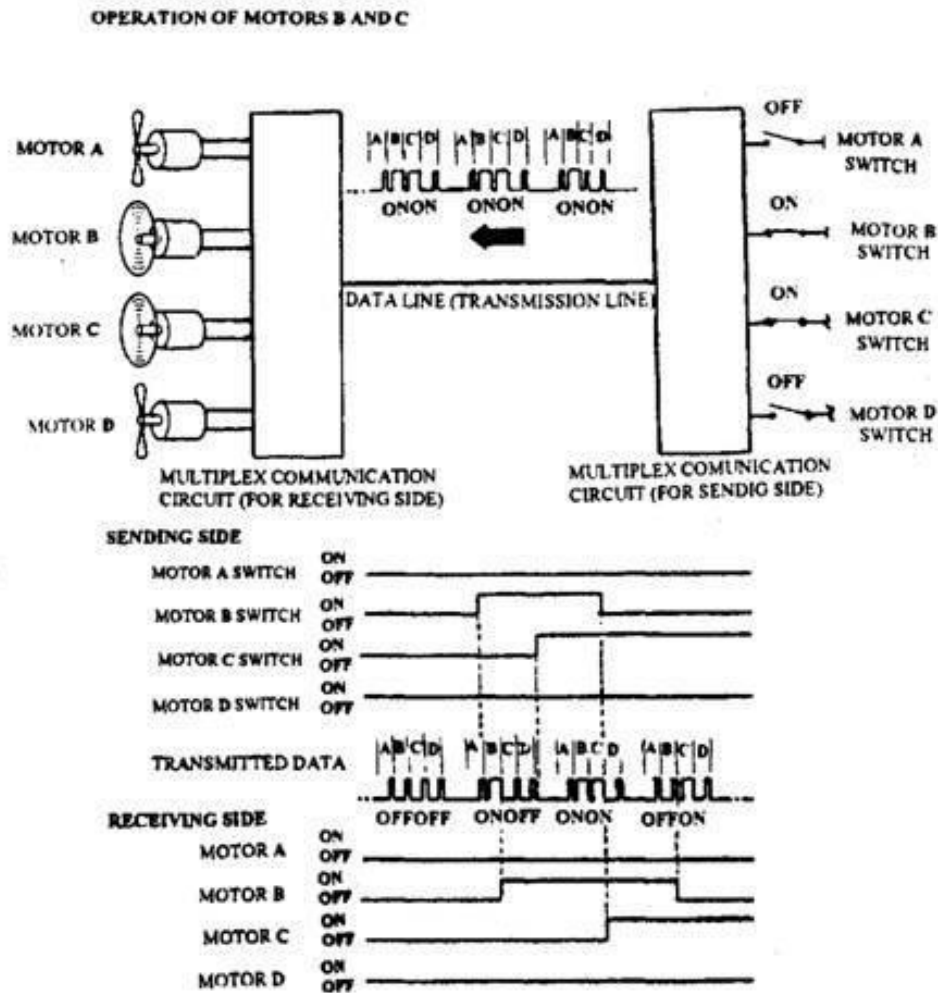 OPERATION OF MOTORS B AND C
OFF
A B C D A B C D A B C D
MOTOR A
MOTOR A
SWITCH
ONON ONON ONON
ON
MOTOR B
MOTOR B
SWITCH
ON
DATA LINE (TRANSMISSION LINE)
MOTOR C
MOTOR C
SWITCH
OFF
MOTOR D
MOTOR D
SWITCH
MULTIPLEX COMMUNICATION
CIRCUIT (FOR RECEIVING SIDE)
MULTIPLEX COMUNICATION
CIRCUIT (FOR SENDIG SIDE)
SENDING SIDE
MOTOR A SWITCH ON
OFF
MOTOR B SWITCH ON
OFF
MOTOR C SWITCH ON
OFF
MOTOR D SWITCH ON
OFF
A B C D A B C D A B C D A B C D
TRANSMITTED DATA
OFFOFF ONOFF ONON OFFON
RECEIVING SIDE
MOTOR A ON
OFF
MOTOR B ON
OFF
MOTOR C ON
OFF
MOTOR D ON
OFF